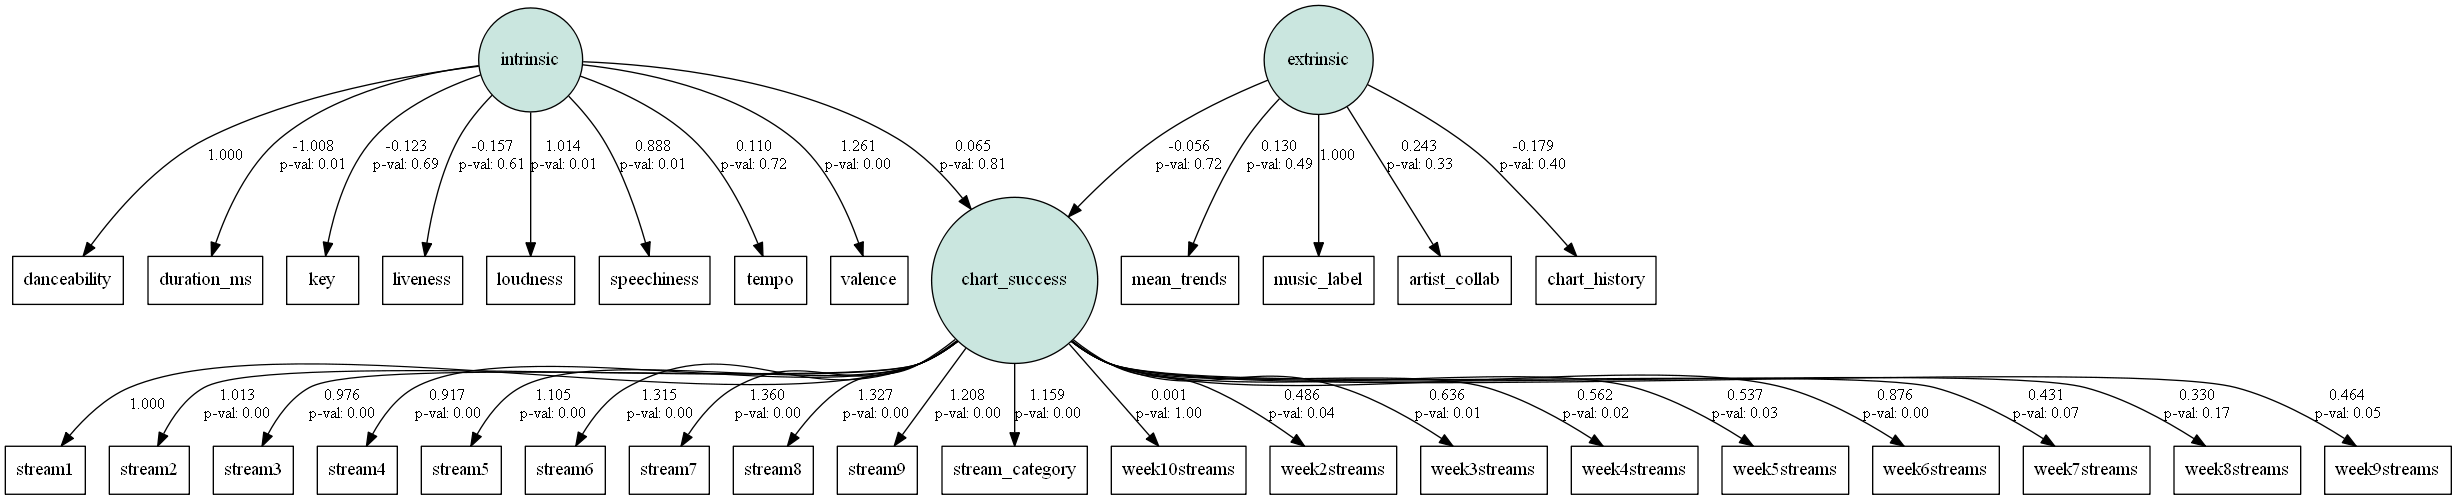 intrinsic
extrinsic
1.000
-1.008
p-val: 0.01
-0.123
p-val: 0.69
-0.157
p-val: 0.61
1.014
p-val: 0.01
0.888
p-val: 0.01
0.110
p-val: 0.72
1.261
p-val: 0.00
0.065
p-val: 0.81
-0.056
p-val: 0.72
0.130
p-val: 0.49
1.000
0.243
p-val: 0.33
-0.179
p-val: 0.40
danceability
duration_ms
key
liveness
loudness
speechiness
tempo
valence
chart_success
mean_trends
music_label
artist_collab
chart_history
1.000
1.013
p-val: 0.00
0.976
p-val: 0.00
0.917
p-val: 0.00
1.105
p-val: 0.00
1.315
p-val: 0.00
1.360
p-val: 0.00
1.327
p-val: 0.00
1.208
p-val: 0.00
1.159
p-val: 0.00
0.001
p-val: 1.00
0.486
p-val: 0.04
0.636
p-val: 0.01
0.562
p-val: 0.02
0.537
p-val: 0.03
0.876
p-val: 0.00
0.431
p-val: 0.07
0.330
p-val: 0.17
0.464
p-val: 0.05
stream1
stream2
stream3
stream4
stream5
stream6
stream7
stream8
stream9
stream_category
week10streams
week2streams
week3streams
week4streams
week5streams
week6streams
week7streams
week8streams
week9streams